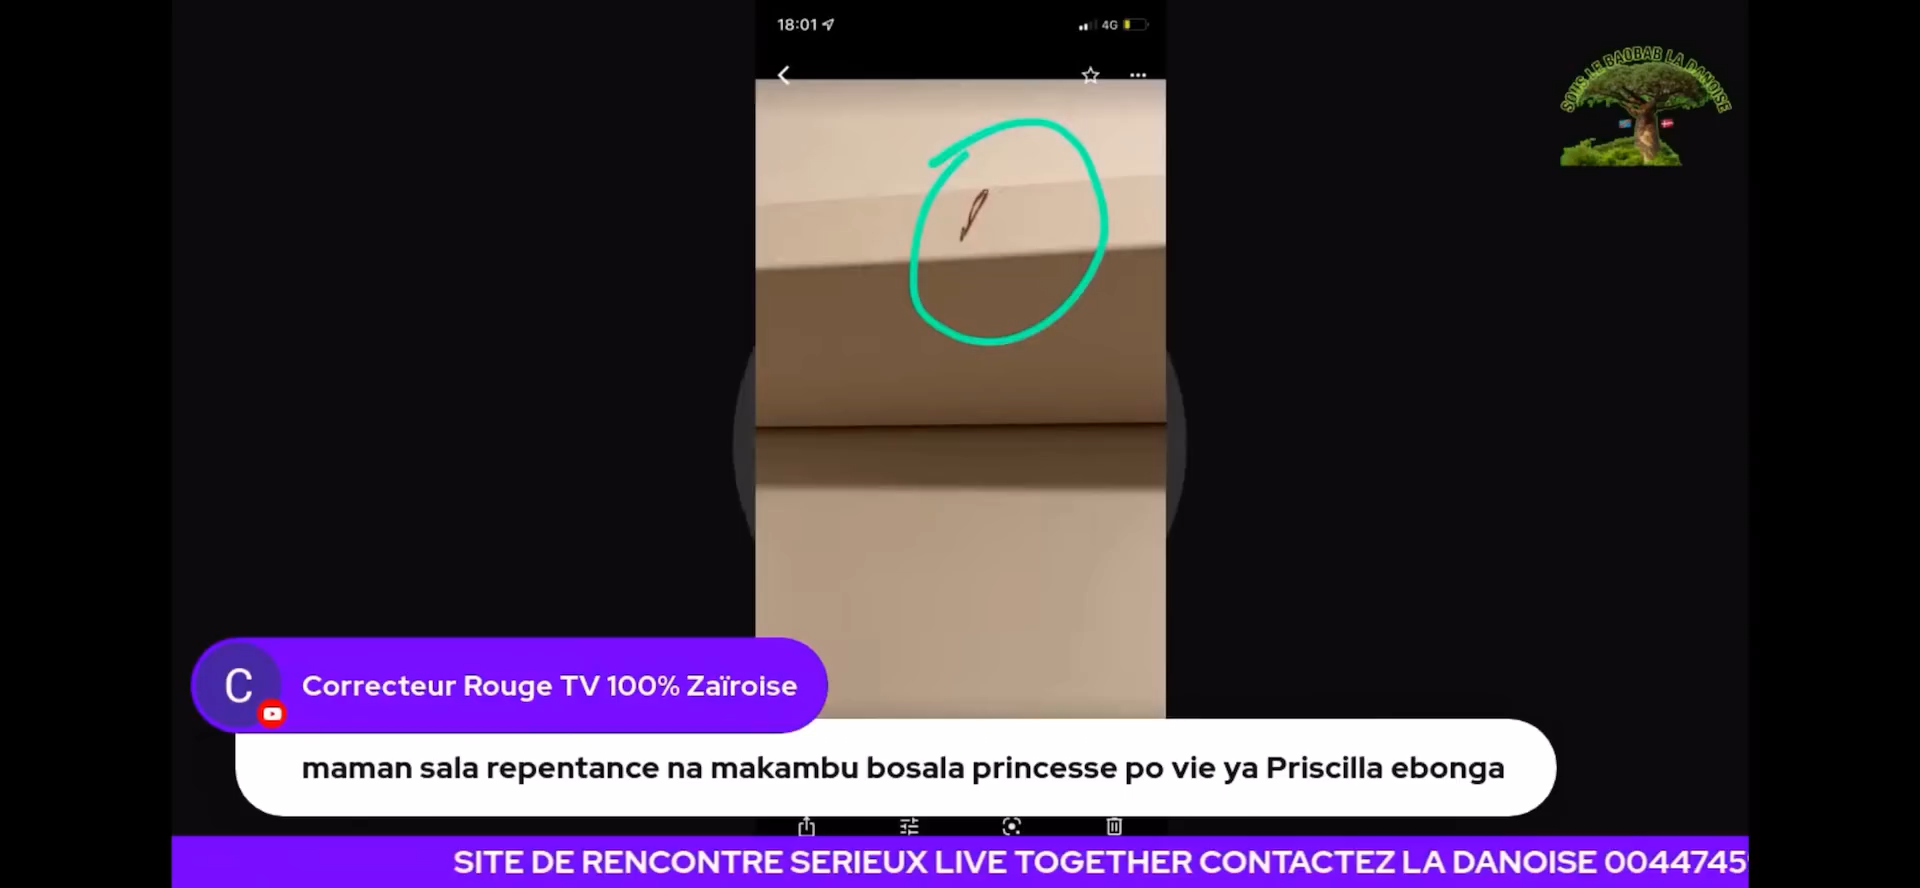 18:01
4G
SOUS LE BAOBAB LA DANOISE
C
Correcteur Rouge TV 100% Zaïroise
maman sala repentance na makambu bosala princesse po vie ya Priscilla ebonga
SITE DE RENCONTRE SERIEUX LIVE TOGETHER CONTACTEZ LA DANOISE 0044745